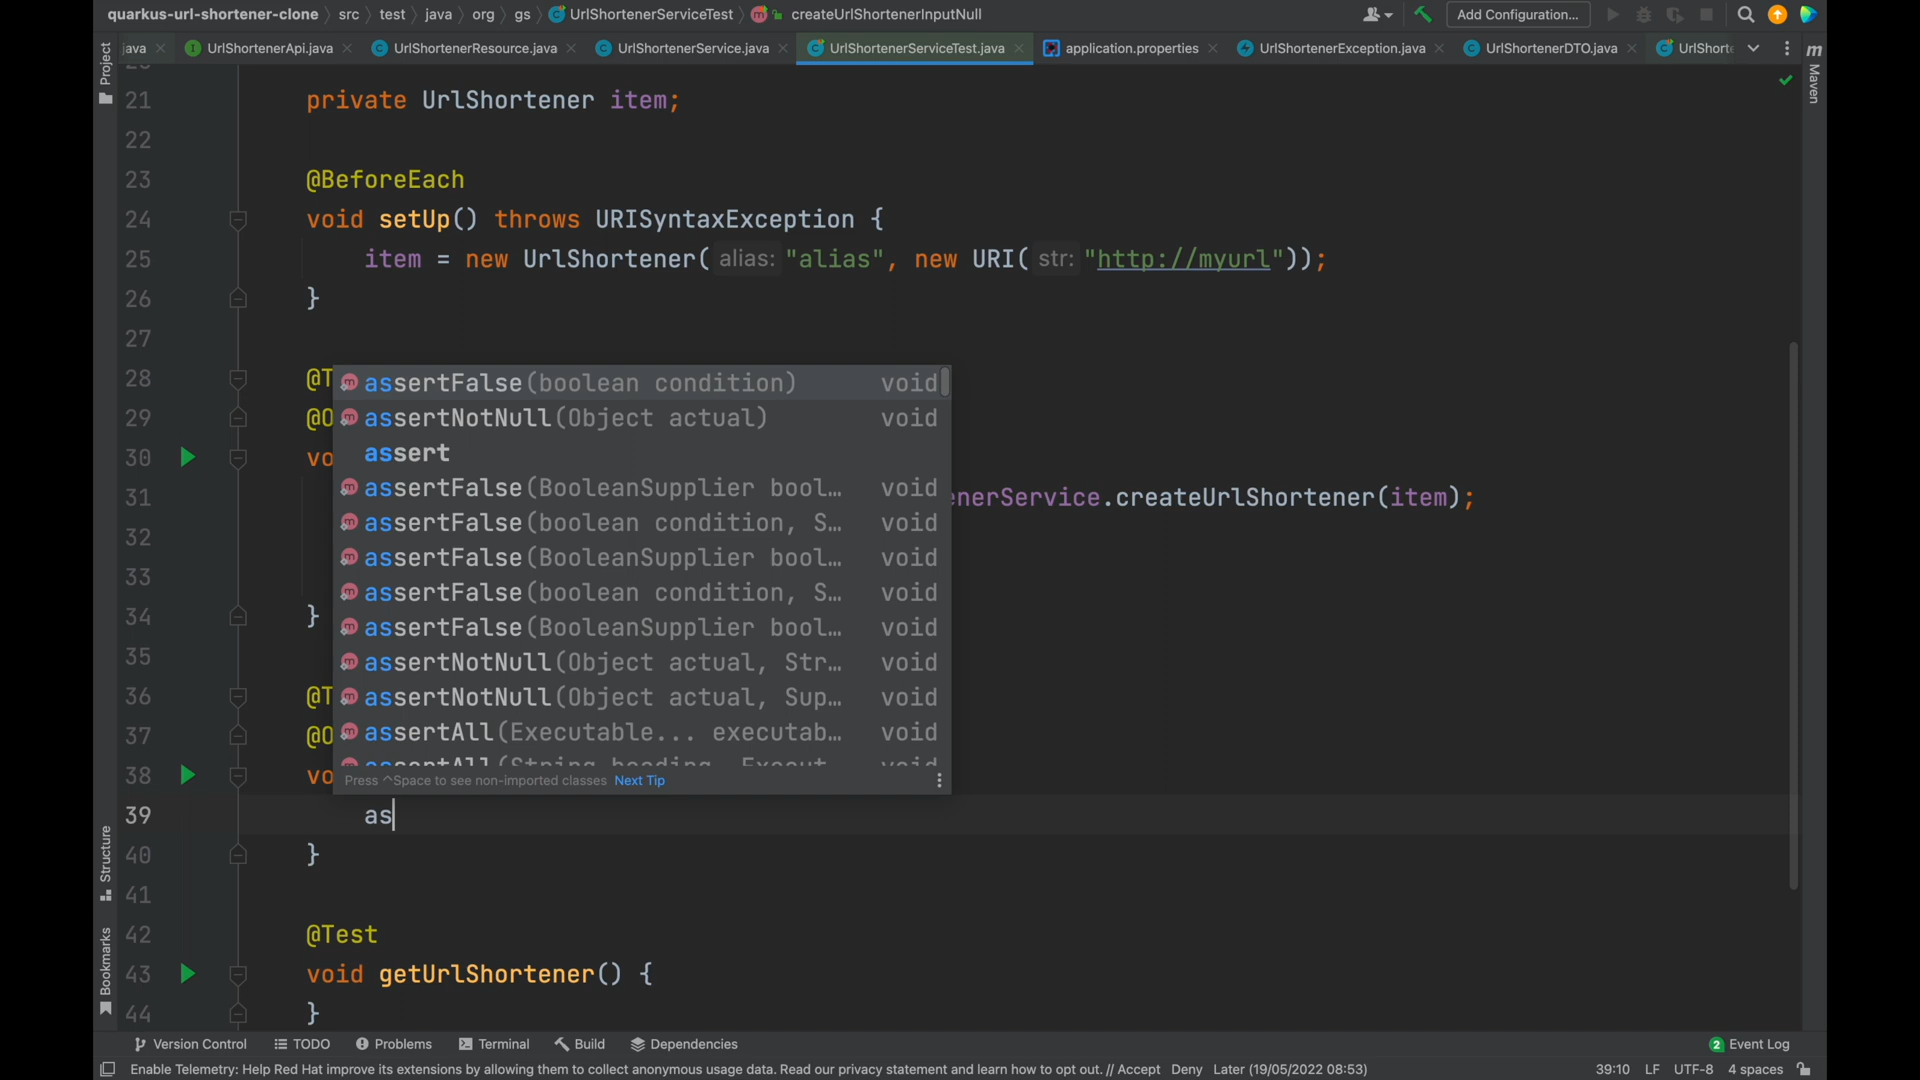 quarkus-url-shortener-clone src test java org gs UrlShortenerServiceTest createUrlShortenerInputNull
Add Configuration...
java UrlShortenerApi.java UrlShortenerResource.java UrlShortenerService.java UrlShortenerServiceTest.java application.properties UrlShortenerException.java UrlShortenerDTO.java UrlShorte
Project
Maven
21 private UrlShortener item;
22
23 @BeforeEach
24 void setUp() throws URISyntaxException {
25 item = new UrlShortener( alias: "alias", new URI( str: "http://myurl"));
26 }
27
28 @T
assertFalse(boolean condition) void
29 @O
assertNotNull(Object actual) void
assert
30 vo
assertFalse(BooleanSupplier bool… void
31 enerService.createUrlShortener(item);
assertFalse(boolean condition, S… void
32
assertFalse(BooleanSupplier bool… void
33
assertFalse(boolean condition, S… void
34 }
assertFalse(BooleanSupplier bool… void
35
assertNotNull(Object actual, Str… void
36 @T
assertNotNull(Object actual, Sup… void
37 @O
assertAll(Executable... executab… void
assertAll(String heading, Execut… void
38 vo
Press ^Space to see non-imported classes Next Tip
39 as
40 }
41
42 @Test
43 void getUrlShortener() {
44 }
Structure
Bookmarks
Version Control TODO Problems Terminal Build Dependencies 2 Event Log
Enable Telemetry: Help Red Hat improve its extensions by allowing them to collect anonymous usage data. Read our privacy statement and learn how to opt out. // Accept Deny Later (19/05/2022 08:53) 39:10 LF UTF-8 4 spaces